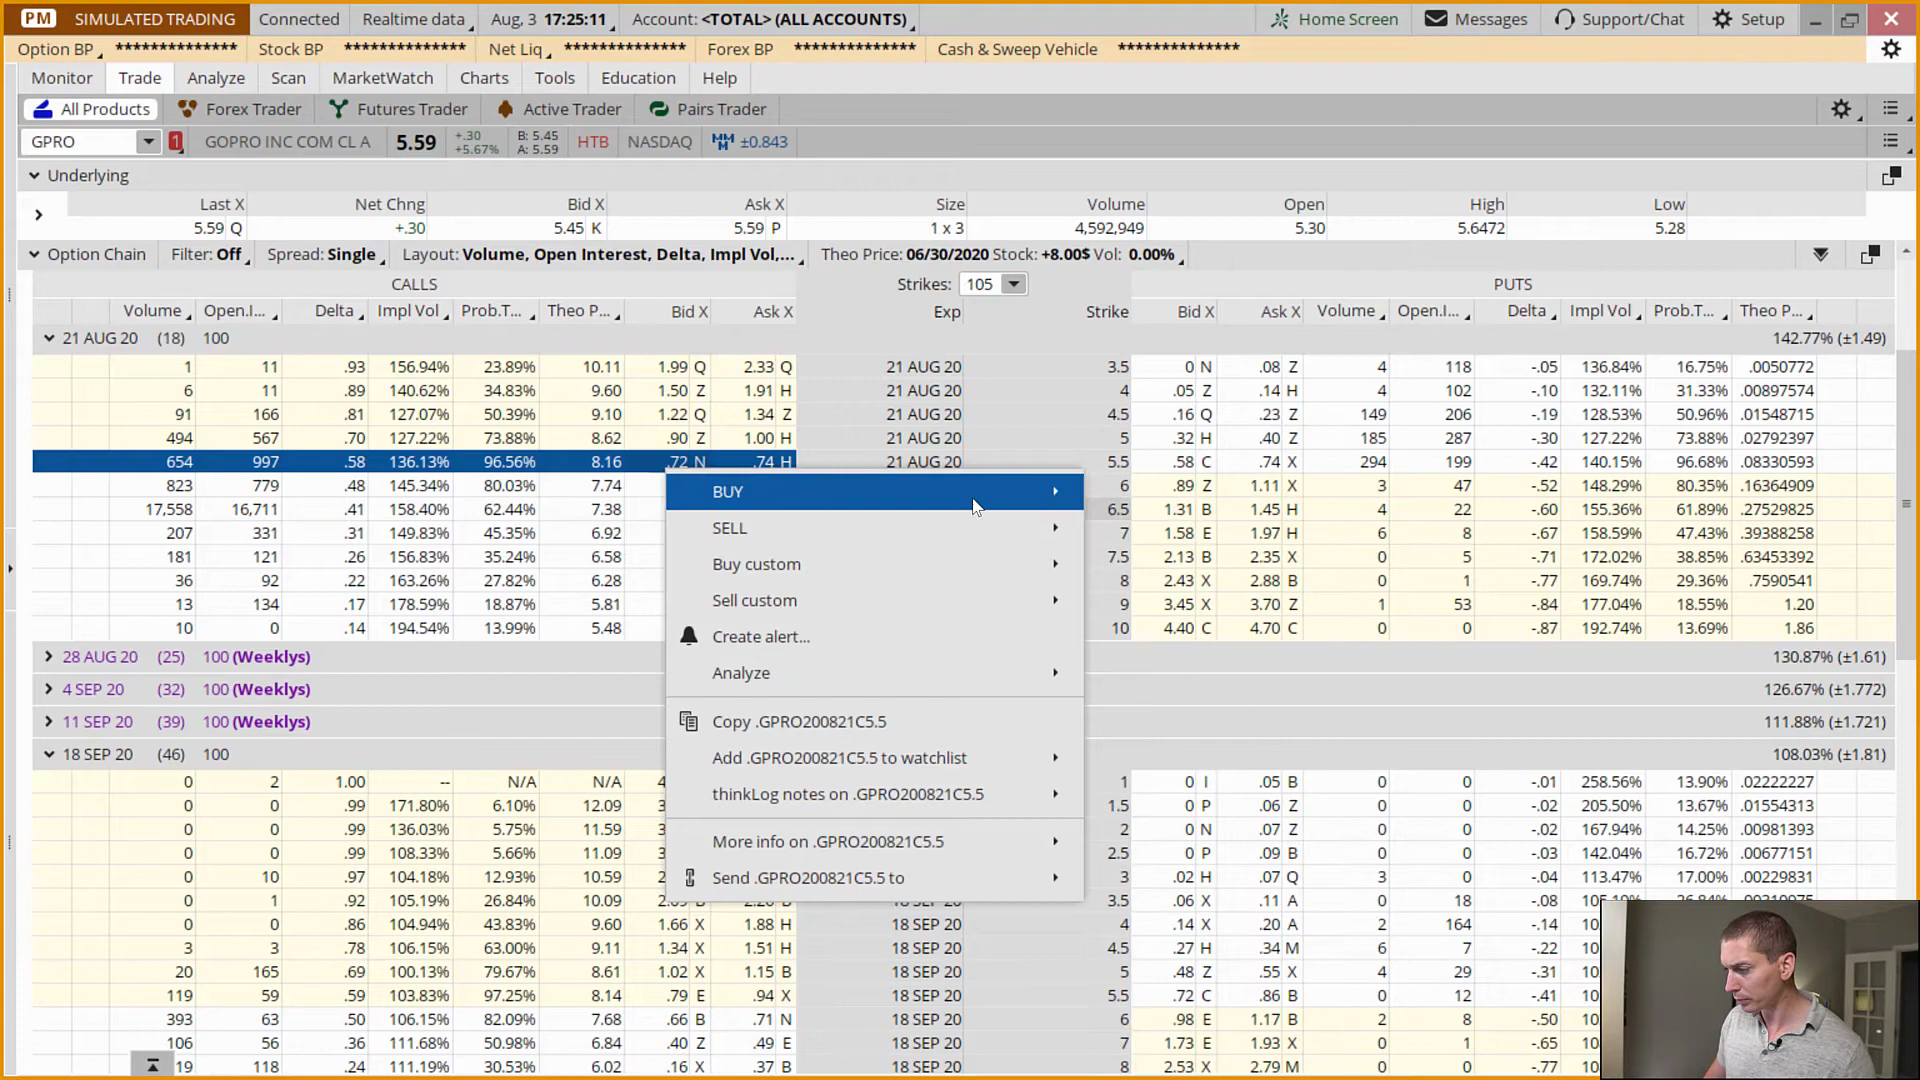 PM SIMULATED TRADING Connected Realtime data Aug, 3 17:25:11 Account: <TOTAL> (ALL ACCOUNTS) Home Screen Messages Support/Chat Setup
Option BP ************** Stock BP ************** Net Liq ************** Forex BP ************** Cash & Sweep Vehicle **************
Monitor Trade Analyze Scan MarketWatch Charts Tools Education Help
All Products Forex Trader Futures Trader Active Trader Pairs Trader
GPRO 1 GOPRO INC COM CL A 5.59 +.30 +5.67% B: 5.45 A: 5.59 HTB NASDAQ MMM ±0.843
Underlying
Last X Net Chng Bid X Ask X Size Volume Open High Low
5.59 Q +.30 5.45 K 5.59 P 1 x 3 4,592,949 5.30 5.6472 5.28
Option Chain Filter: Off Spread: Single Layout: Volume, Open Interest, Delta, Impl Vol,... Theo Price: 06/30/2020 Stock: +8.00$ Vol: 0.00%
CALLS Strikes: 105 PUTS
Volume Open.I... Delta Impl Vol Prob.T... Theo P... Bid X Ask X Exp Strike Bid X Ask X Volume Open.I... Delta Impl Vol Prob.T... Theo P...
21 AUG 20 (18) 100 142.77% (±1.49)
1 11 .93 156.94% 23.89% 10.11 1.99 Q 2.33 Q 21 AUG 20 3.5 0 N .08 Z 4 118 -.05 136.84% 16.75% .0050772
6 11 .89 140.62% 34.83% 9.60 1.50 Z 1.91 H 21 AUG 20 4 .05 Z .14 H 4 102 -.10 132.11% 31.33% .00897574
91 166 .81 127.07% 50.39% 9.10 1.22 Q 1.34 Z 21 AUG 20 4.5 .16 Q .23 Z 149 206 -.19 128.53% 50.96% .01548715
494 567 .70 127.22% 73.88% 8.62 .90 Z 1.00 H 21 AUG 20 5 .32 H .40 Z 185 287 -.30 127.22% 73.88% .02792397
654 997 .58 136.13% 96.56% 8.16 .72 N .74 H 21 AUG 20 5.5 .58 C .74 X 294 199 -.42 140.15% 96.68% .08330593
823 779 .48 145.34% 80.03% 7.74 6 .89 Z 1.11 X 3 47 -.52 148.29% 80.35% .16364909
17,558 16,711 .41 158.40% 62.44% 7.38 6.5 1.31 B 1.45 H 4 22 -.60 155.36% 61.89% .27529825
207 331 .31 149.83% 45.35% 6.92 7 1.58 E 1.97 H 6 8 -.67 158.59% 47.43% .39388258
181 121 .26 156.83% 35.24% 6.58 7.5 2.13 B 2.35 X 0 5 -.71 172.02% 38.85% .63453392
36 92 .22 163.26% 27.82% 6.28 8 2.43 X 2.88 B 0 1 -.77 169.74% 29.36% .7590541
13 134 .17 178.59% 18.87% 5.81 9 3.45 X 3.70 Z 1 53 -.84 177.04% 18.55% 1.20
10 0 .14 194.54% 13.99% 5.48 10 4.40 C 4.70 C 0 0 -.87 192.74% 13.69% 1.86
BUY
SELL
Buy custom
Sell custom
Create alert...
Analyze
Copy .GPRO200821C5.5
Add .GPRO200821C5.5 to watchlist
thinkLog notes on .GPRO200821C5.5
More info on .GPRO200821C5.5
Send .GPRO200821C5.5 to
28 AUG 20 (25) 100 (Weeklys) 130.87% (±1.61)
4 SEP 20 (32) 100 (Weeklys) 126.67% (±1.772)
11 SEP 20 (39) 100 (Weeklys) 111.88% (±1.721)
18 SEP 20 (46) 100 108.03% (±1.81)
0 2 1.00 -- N/A N/A 4 1 0 I .05 B 0 0 -.01 258.56% 13.90% .02222227
0 0 .99 171.80% 6.10% 12.09 3 1.5 0 P .06 Z 0 0 -.02 205.50% 13.67% .01554313
0 0 .99 136.03% 5.75% 11.59 3 2 0 N .07 Z 0 0 -.02 167.94% 14.25% .00981393
0 0 .99 108.33% 5.66% 11.09 3 2.5 0 P .09 B 0 0 -.03 142.04% 16.72% .00677151
0 10 .97 104.18% 12.93% 10.59 3 .02 H .07 Q 3 0 -.04 113.47% 17.00% .00229831
0 1 .92 105.19% 26.84% 10.09 18 SEP 20 3.5 .06 X .11 A 0 18 -.08
0 0 .86 104.94% 43.83% 9.60 1.66 X 1.88 H 18 SEP 20 4 .14 X .20 A 2 164 -.14
3 3 .78 106.15% 63.00% 9.11 1.34 X 1.51 H 18 SEP 20 4.5 .27 H .34 M 6 7 -.22
20 165 .69 100.13% 79.67% 8.61 1.02 X 1.15 B 18 SEP 20 5 .48 Z .55 X 4 29 -.31
119 59 .59 103.83% 97.25% 8.14 .79 E .94 X 18 SEP 20 5.5 .72 C .86 B 0 12 -.41
393 63 .50 106.15% 82.09% 7.68 .66 B .71 N 18 SEP 20 6 .98 E 1.17 B 2 8 -.50
106 56 .36 111.68% 50.98% 6.84 .40 Z .49 E 18 SEP 20 7 1.73 E 1.93 X 0 1 -.65
19 118 .24 111.19% 30.53% 6.02 .16 X .37 B 18 SEP 20 8 2.53 X 2.79 M 0 0 -.77